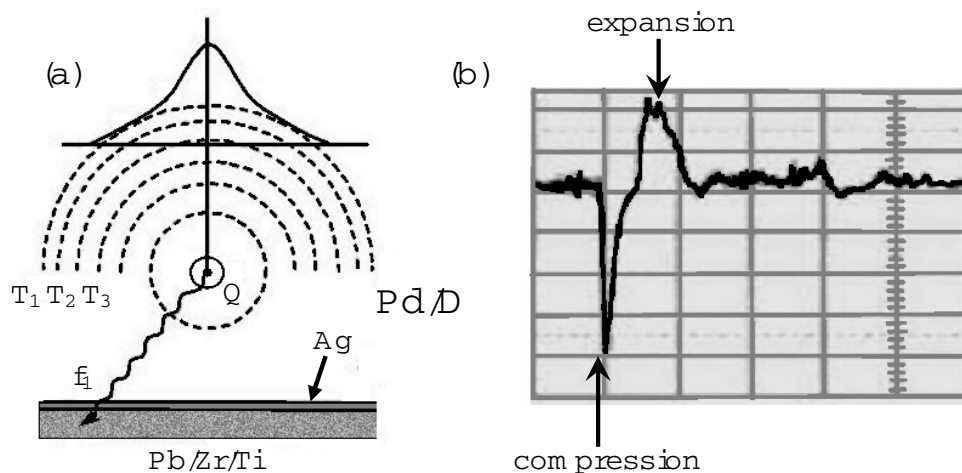 (a)
T1 T2 T3
Q
Pd/D
Ag
f1
Pb/Zr/Ti
(b)
expansion
compression